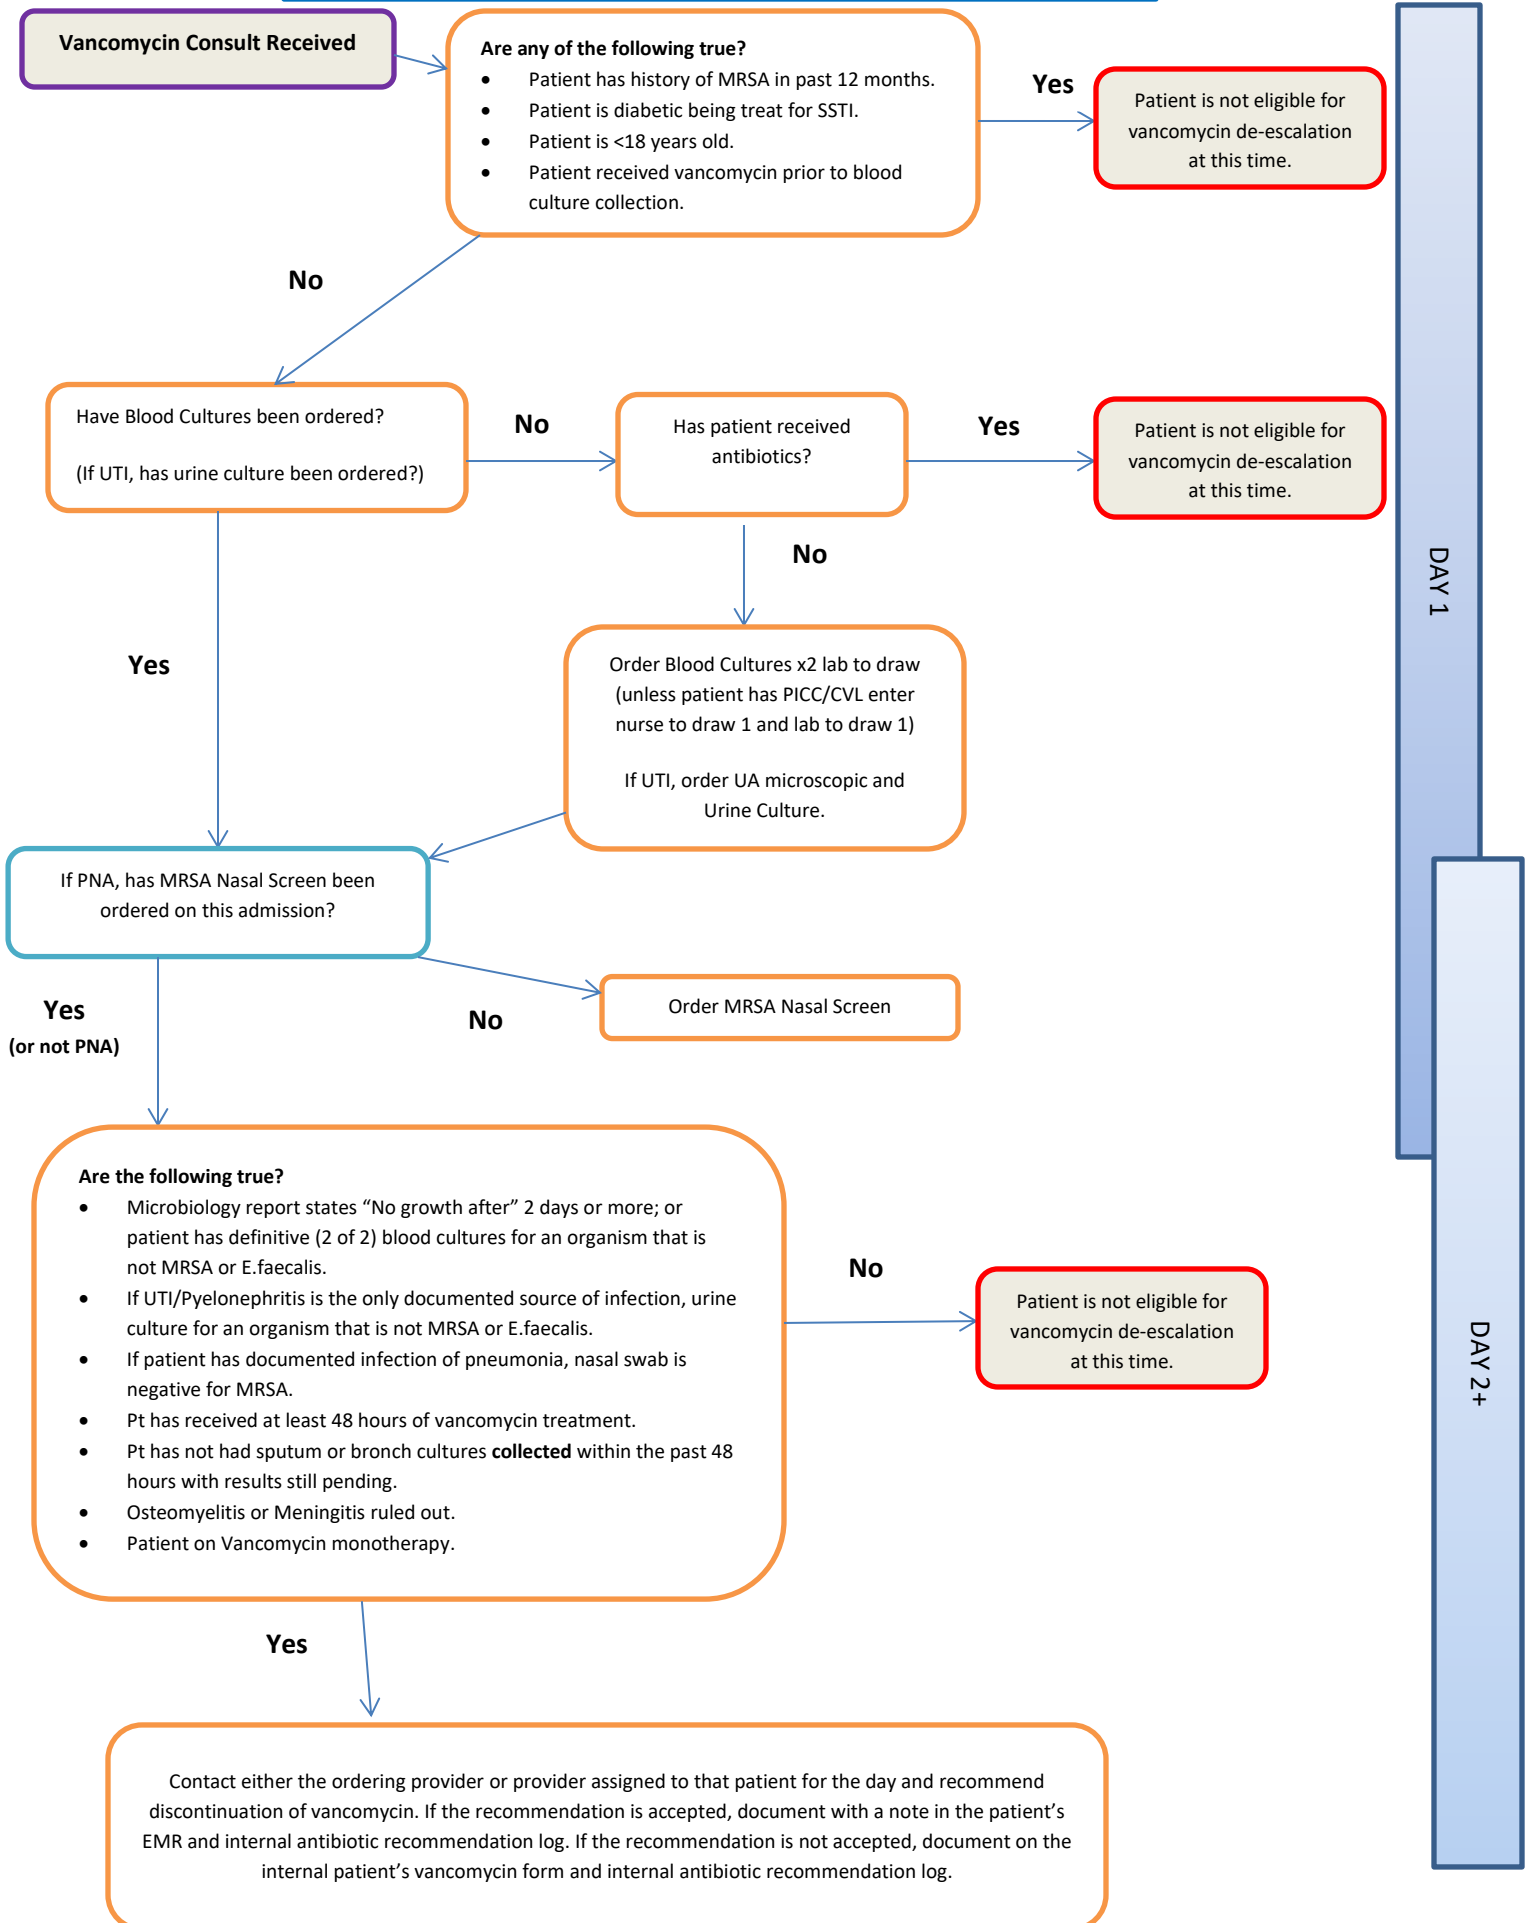 Vancomycin Consult Received
Are any of the following true?
• Patient has history of MRSA in past 12 months.
• Patient is diabetic being treat for SSTI.
• Patient is <18 years old.
• Patient received vancomycin prior to blood
culture collection.
Yes
Patient is not eligible for
vancomycin de-escalation
at this time.
No
Have Blood Cultures been ordered?
(If UTI, has urine culture been ordered?)
No
Has patient received
antibiotics?
Yes
Patient is not eligible for
vancomycin de-escalation
at this time.
DAY 1
No
Yes
Order Blood Cultures x2 lab to draw
(unless patient has PICC/CVL enter
nurse to draw 1 and lab to draw 1)
If UTI, order UA microscopic and
Urine Culture.
If PNA, has MRSA Nasal Screen been
ordered on this admission?
Yes
(or not PNA)
No
Order MRSA Nasal Screen
Are the following true?
• Microbiology report states “No growth after” 2 days or more; or
patient has definitive (2 of 2) blood cultures for an organism that is
not MRSA or E.faecalis.
• If UTI/Pyelonephritis is the only documented source of infection, urine
culture for an organism that is not MRSA or E.faecalis.
• If patient has documented infection of pneumonia, nasal swab is
negative for MRSA.
• Pt has received at least 48 hours of vancomycin treatment.
• Pt has not had sputum or bronch cultures collected within the past 48
hours with results still pending.
• Osteomyelitis or Meningitis ruled out.
• Patient on Vancomycin monotherapy.
No
Patient is not eligible for
vancomycin de-escalation
at this time.
DAY 2+
Yes
Contact either the ordering provider or provider assigned to that patient for the day and recommend
discontinuation of vancomycin. If the recommendation is accepted, document with a note in the patient’s
EMR and internal antibiotic recommendation log. If the recommendation is not accepted, document on the
internal patient’s vancomycin form and internal antibiotic recommendation log.